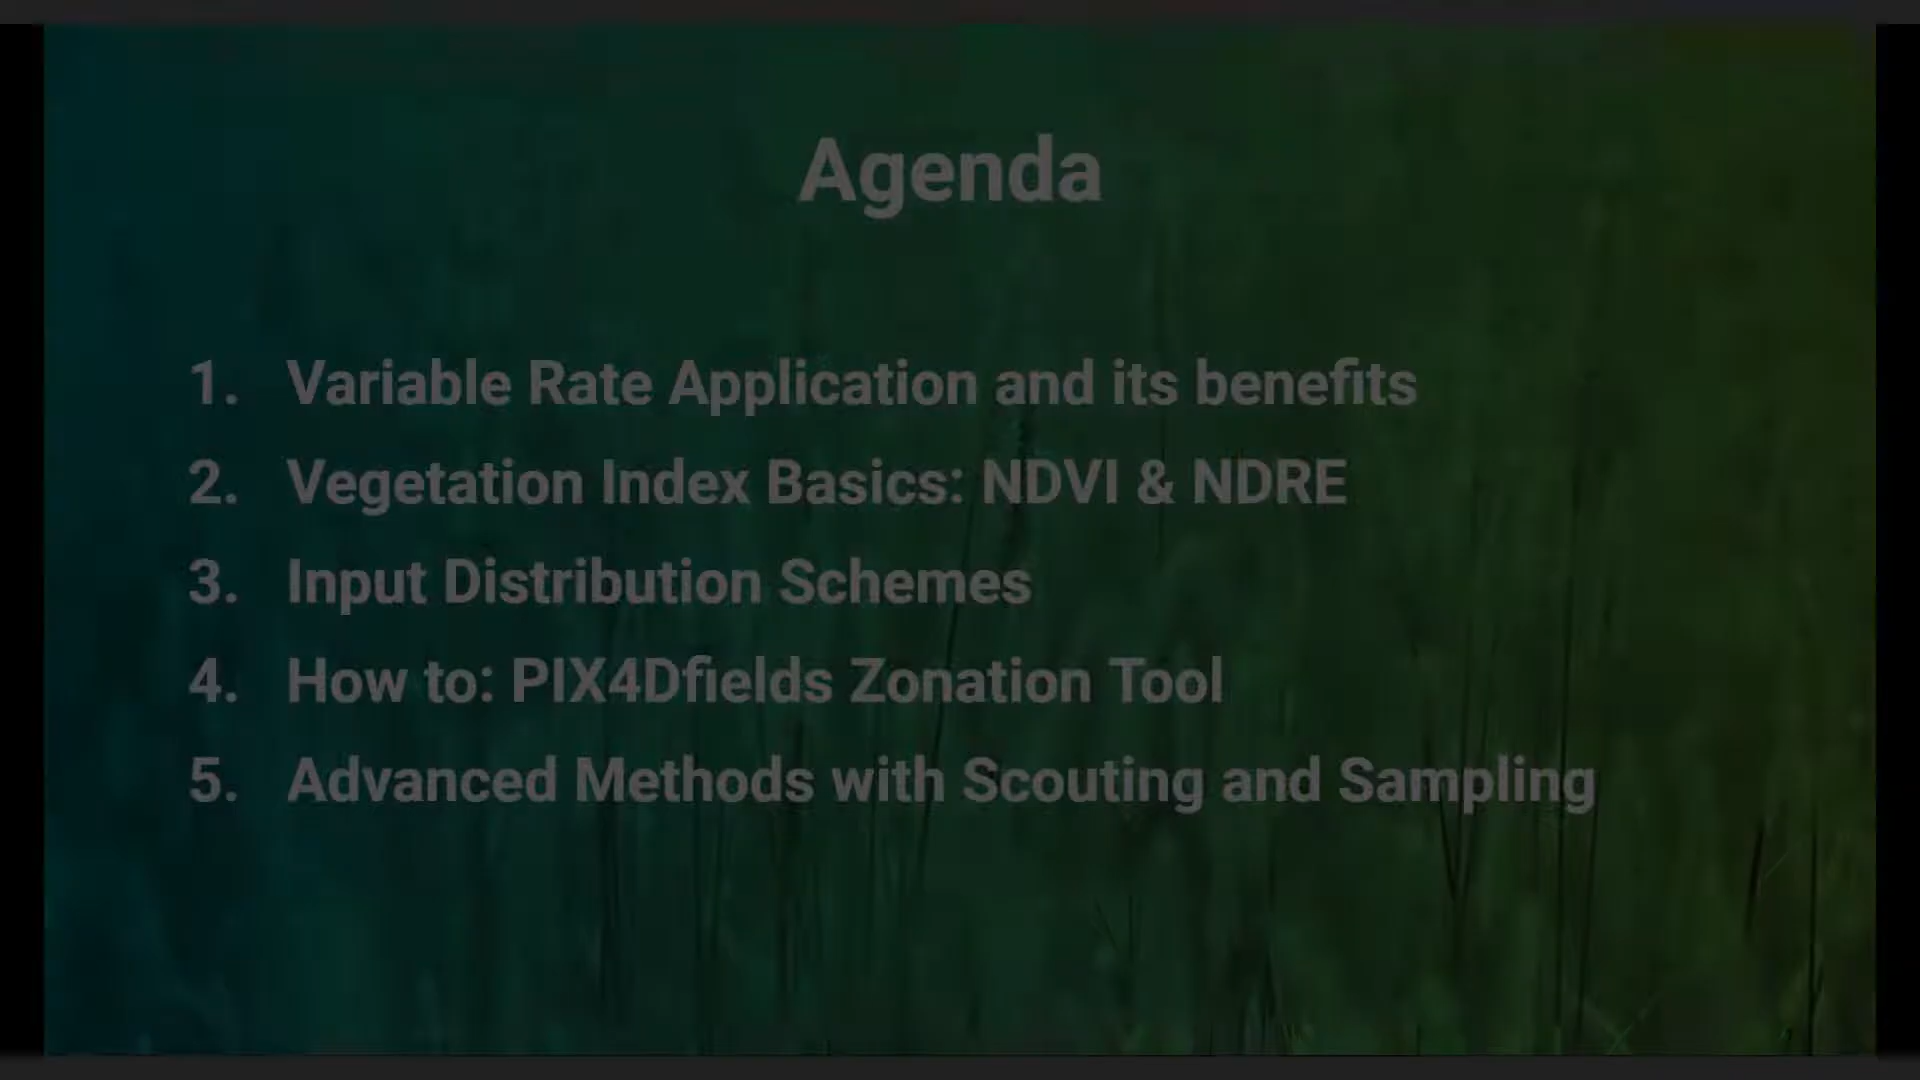 Agenda
1. Variable Rate Application and its benefits
2. Vegetation Index Basics: NDVI & NDRE
3. Input Distribution Schemes
4. How to: PIX4Dfields Zonation Tool
5. Advanced Methods with Scouting and Sampling